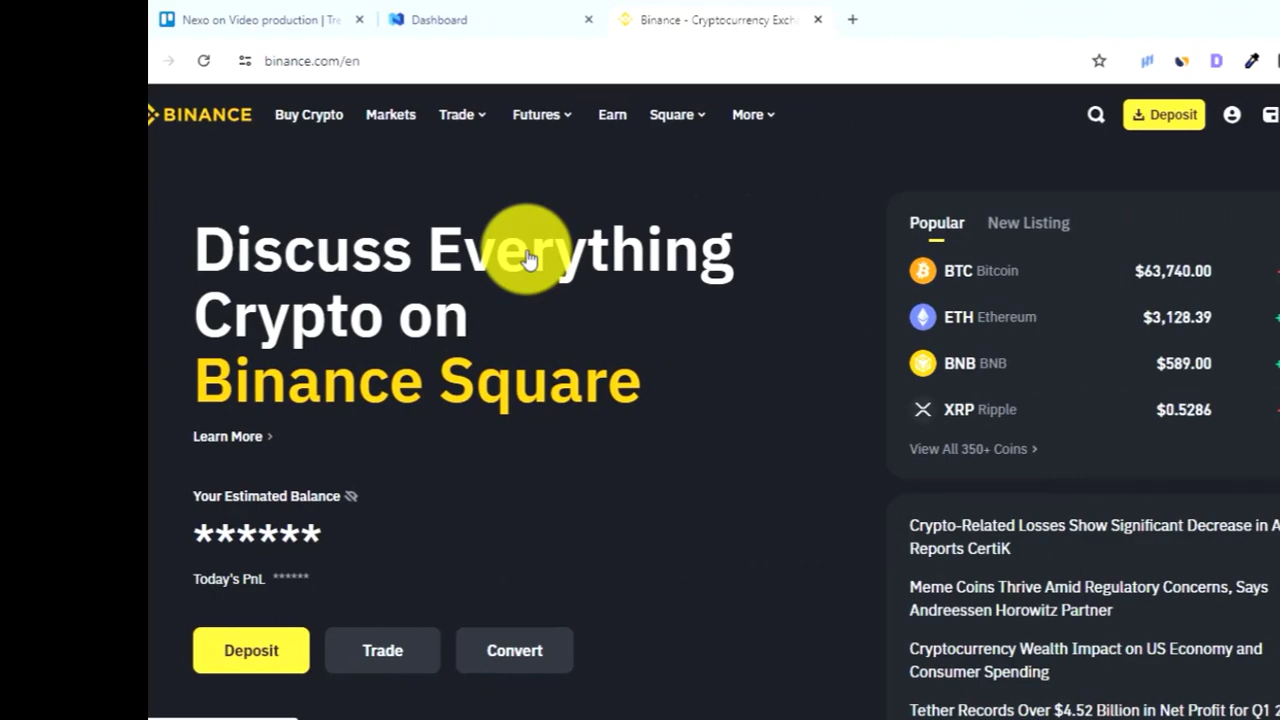 Nexo on Video production | Tre
Dashboard
Binance - Cryptocurrency Exch
binance.com/en
BINANCE
Buy Crypto
Markets
Trade
Futures
Earn
Square
More
Deposit
Discuss Everything
Crypto on
Binance Square
Learn More
Your Estimated Balance
******
Today's PnL ******
Deposit
Trade
Convert
Popular
New Listing
BTC Bitcoin $63,740.00
ETH Ethereum $3,128.39
BNB BNB $589.00
XRP Ripple $0.5286
View All 350+ Coins
Crypto-Related Losses Show Significant Decrease in A
Reports CertiK
Meme Coins Thrive Amid Regulatory Concerns, Says
Andreessen Horowitz Partner
Cryptocurrency Wealth Impact on US Economy and
Consumer Spending
Tether Records Over $4.52 Billion in Net Profit for Q1 2